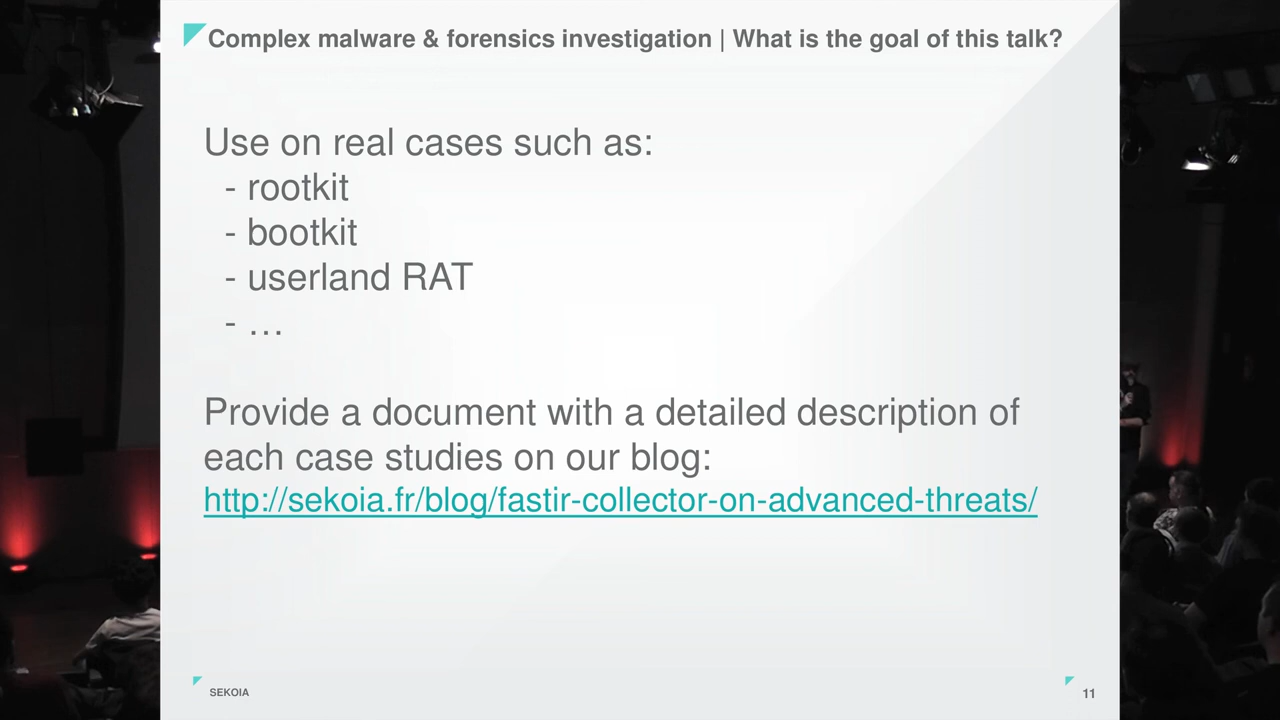 Complex malware & forensics investigation | What is the goal of this talk?
Use on real cases such as:
- rootkit
- bootkit
- userland RAT
- …
Provide a document with a detailed description of
each case studies on our blog:
http://sekoia.fr/blog/fastir-collector-on-advanced-threats/
SEKOIA
11